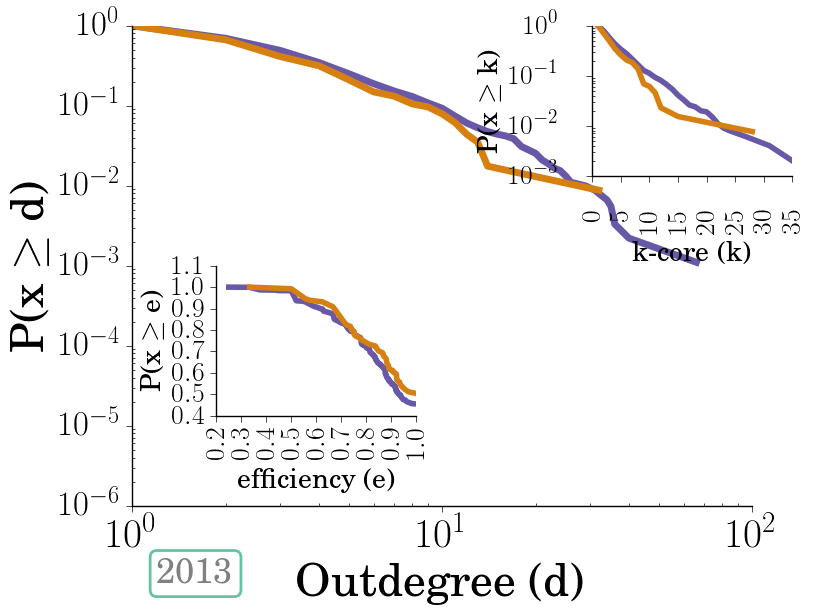 10^0
10^-1
10^-2
10^-3
10^-4
10^-5
10^-6
P(x ≥ d)
10^0 10^1 10^2
Outdegree (d)
2013
10^0
10^-1
10^-2
10^-3
P(x ≥ k)
0 5 10 15 20 25 30 35
k-core (k)
1.1
1.0
0.9
0.8
0.7
0.6
0.5
0.4
P(x ≥ e)
0.2 0.3 0.4 0.5 0.6 0.7 0.8 0.9 1.0
efficiency (e)